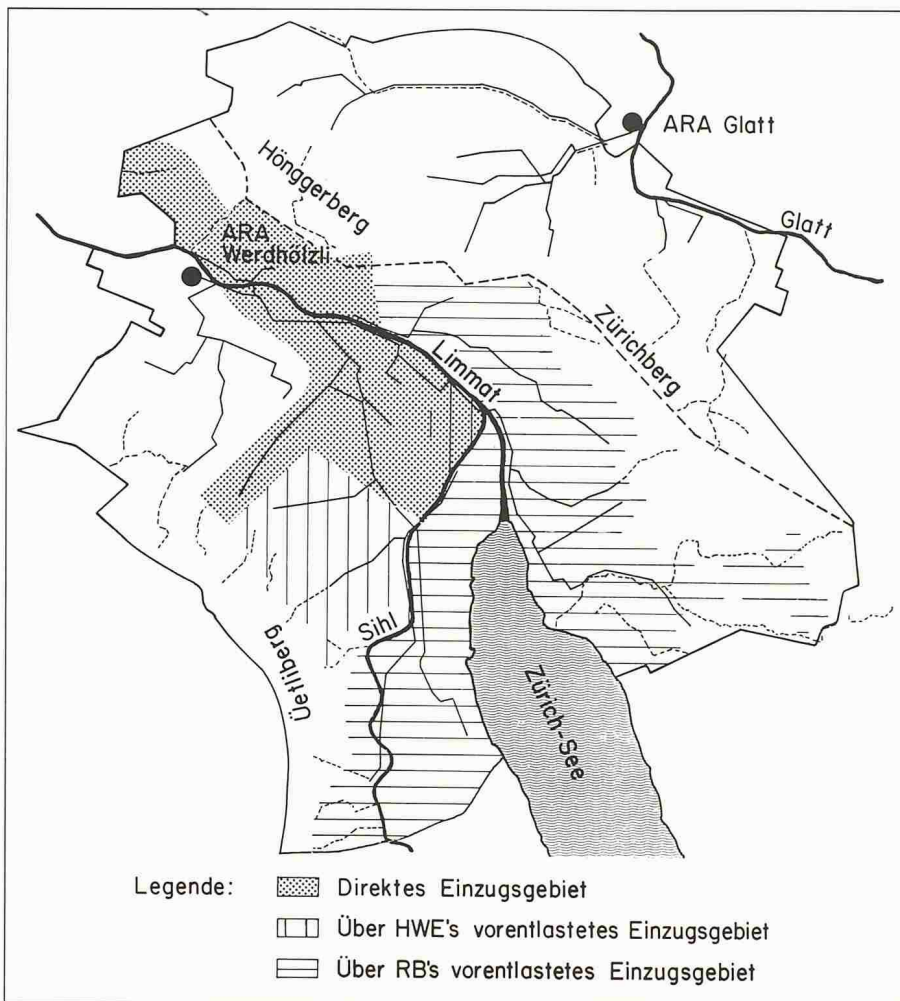 ARA Glatt
Hönggerberg
Glatt
ARA
Werdhölzli
Zürichberg
Limmat
Sihl
Üetliberg
Zürich-See
Legende:
Direktes Einzugsgebiet
Über HWE's vorentlastetes Einzugsgebiet
Über RB's vorentlastetes Einzugsgebiet